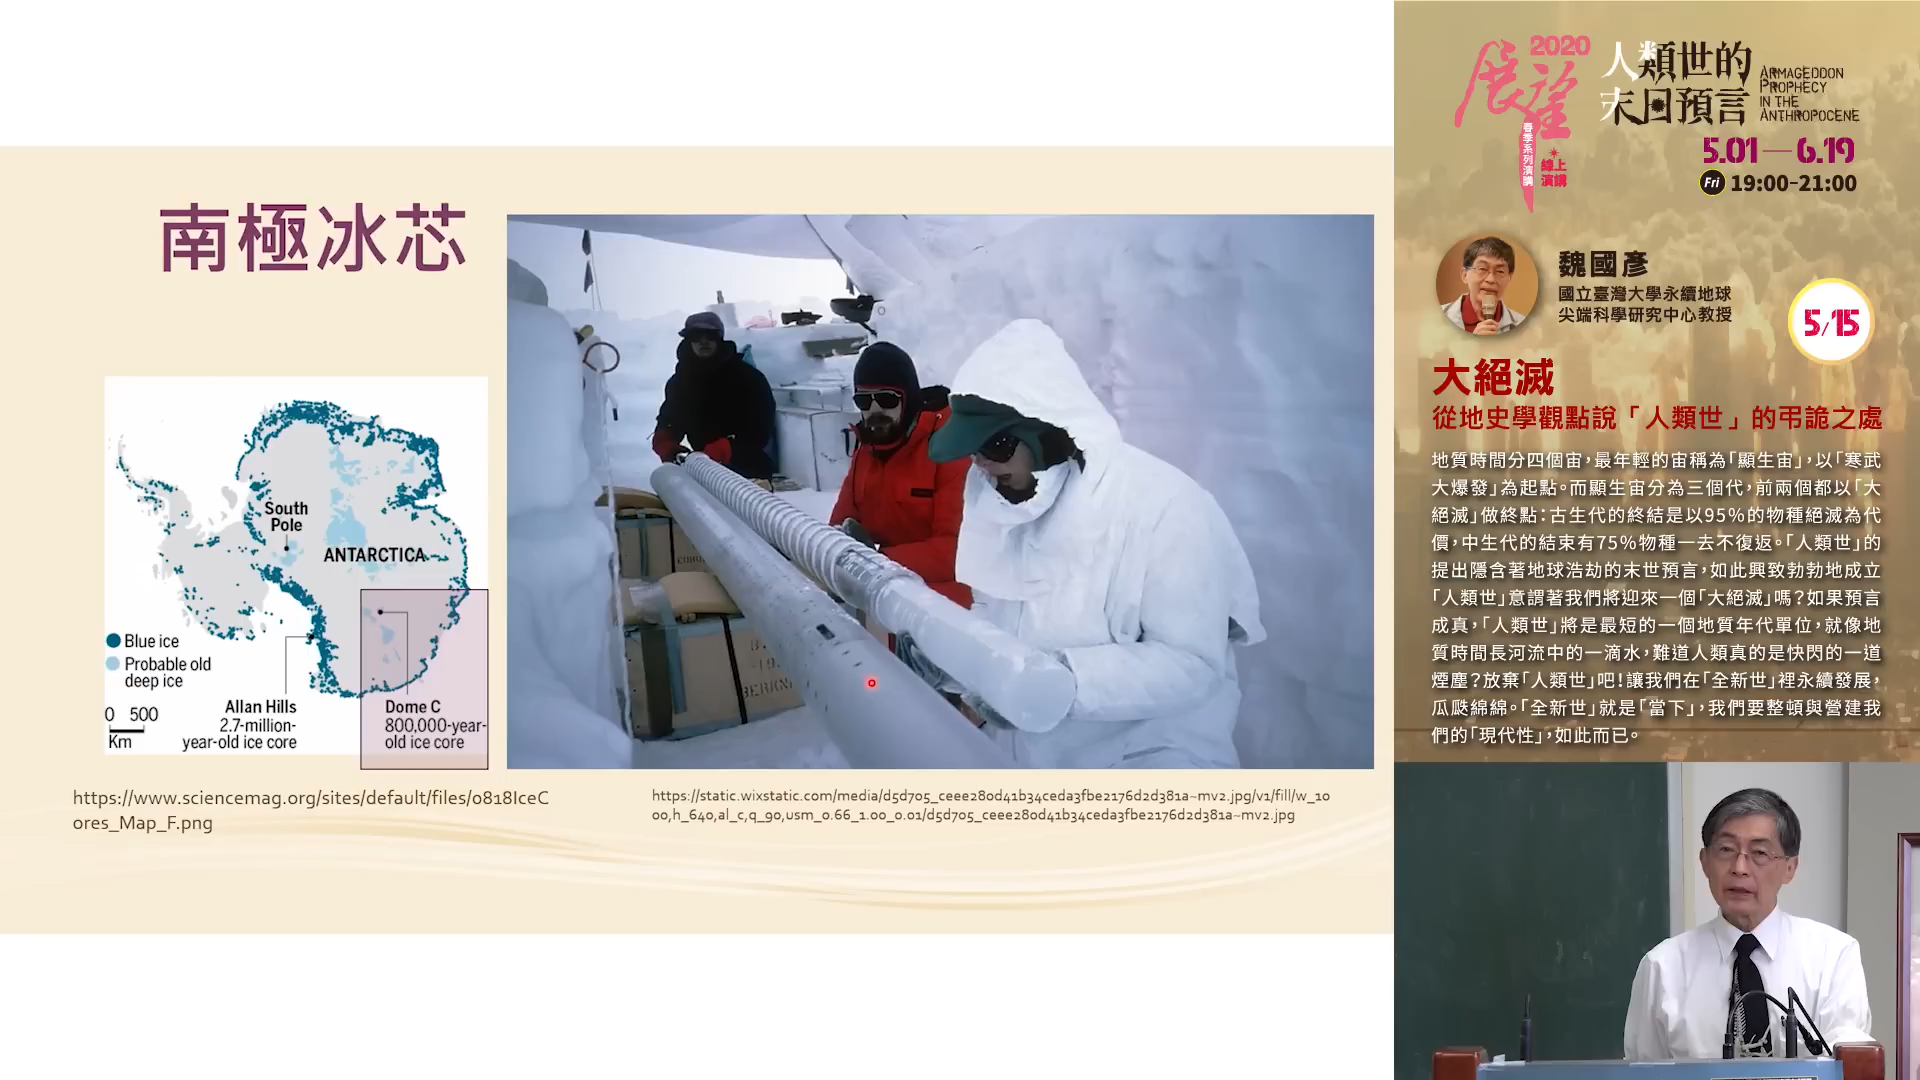 南極冰芯
South
Pole
ANTARCTICA
Blue ice
Probable old
deep ice
Allan Hills
2.7-million-
year-old ice core
Dome C
800,000-year-
old ice core
0 500
Km
https://www.sciencemag.org/sites/default/files/0818IceC
ores_Map_F.png
https://static.wixstatic.com/media/d5d705_ceee280d41b34ceda3fbe2176d2d381a~mv2.jpg/v1/fill/w_10
00,h_640,al_c,q_90,usm_0.66_1.00_0.01/d5d705_ceee280d41b34ceda3fbe2176d2d381a~mv2.jpg
2020
展望
春季系列演講
線上
演講
人類世的
末日預言
ARMAGEDDON
PROPHECY
IN THE
ANTHROPOCENE
5.01—6.19
Fri 19:00-21:00
魏國彥
國立臺灣大學永續地球
尖端科學研究中心教授
5/15
大絕滅
從地史學觀點說「人類世」的弔詭之處
地質時間分四個宙,最年輕的宙稱為「顯生宙」,以「寒武
大爆發」為起點。而顯生宙分為三個代,前兩個都以「大
絕滅」做終點:古生代的終結是以95%的物種絕滅為代
價,中生代的結束有75%物種一去不復返。「人類世」的
提出隱含著地球浩劫的末世預言,如此興致勃勃地成立
「人類世」意謂著我們將迎來一個「大絕滅」嗎?如果預言
成真,「人類世」將是最短的一個地質年代單位,就像地
質時間長河流中的一滴水,難道人類真的是快閃的一道
煙塵?放棄「人類世」吧!讓我們在「全新世」裡永續發展,
瓜瓞綿綿。「全新世」就是「當下」,我們要整頓與營建我
們的「現代性」,如此而已。